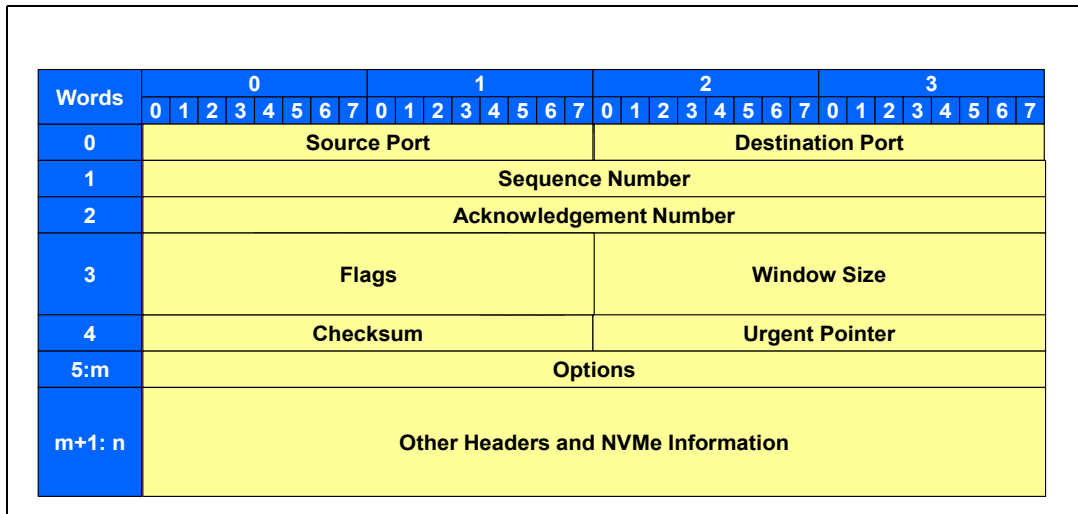 Words 0 1 2 3
0 1 2 3 4 5 6 7 0 1 2 3 4 5 6 7 0 1 2 3 4 5 6 7 0 1 2 3 4 5 6 7
0 Source Port Destination Port
1 Sequence Number
2 Acknowledgement Number
3 Flags Window Size
4 Checksum Urgent Pointer
5:m Options
m+1: n Other Headers and NVMe Information